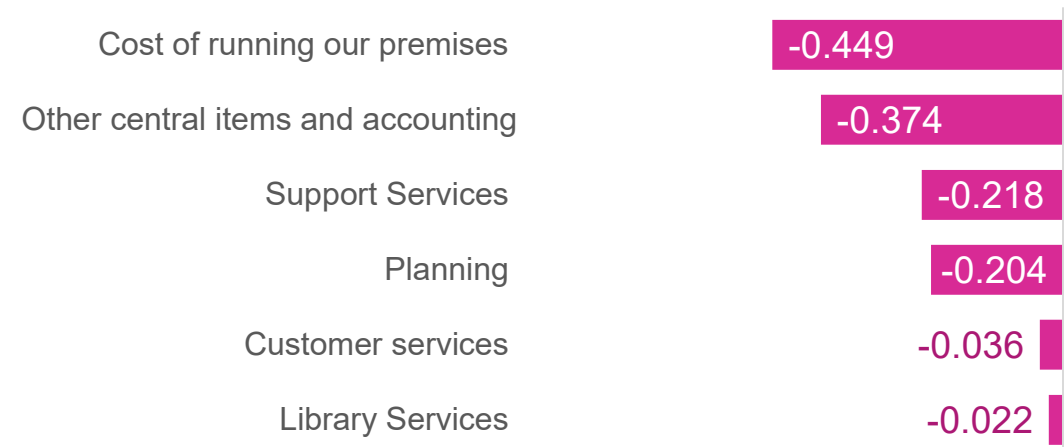 Cost of running our premises -0.449
Other central items and accounting -0.374
Support Services -0.218
Planning -0.204
Customer services -0.036
Library Services -0.022